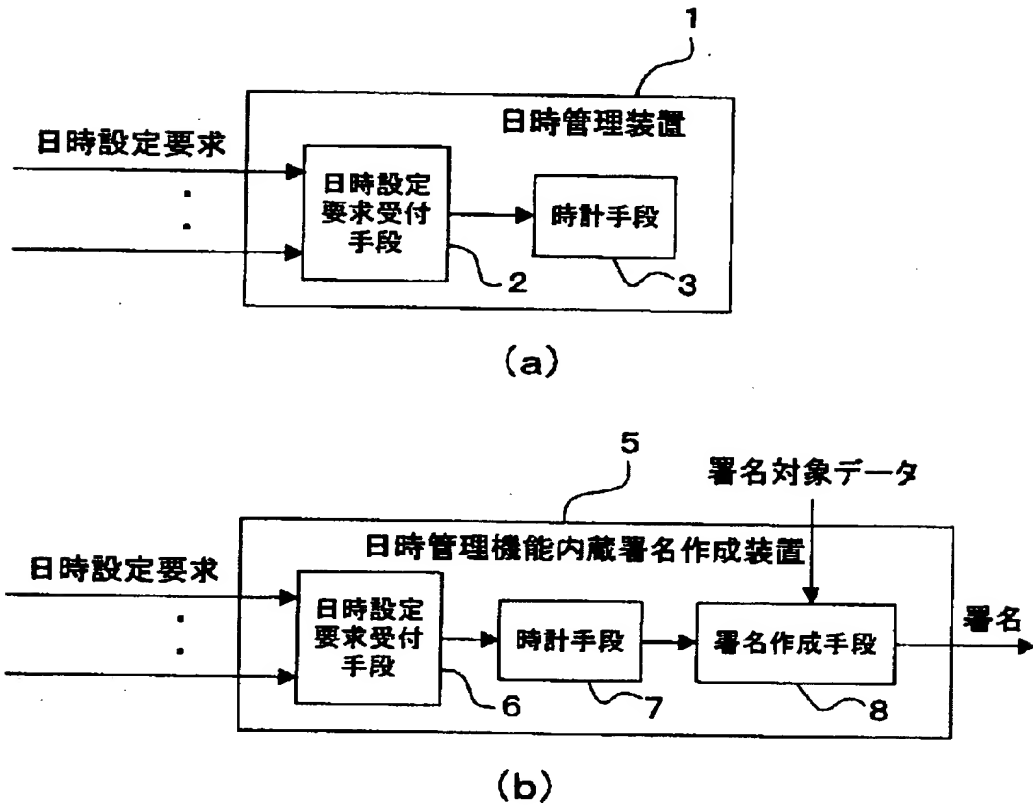 1
日時管理装置
日時設定要求
日時設定
要求受付
手段
時計手段
2
3
(a)
5
署名対象データ
日時管理機能内蔵署名作成装置
日時設定要求
日時設定
要求受付
手段
時計手段
署名作成手段
署名
6
7
8
(b)